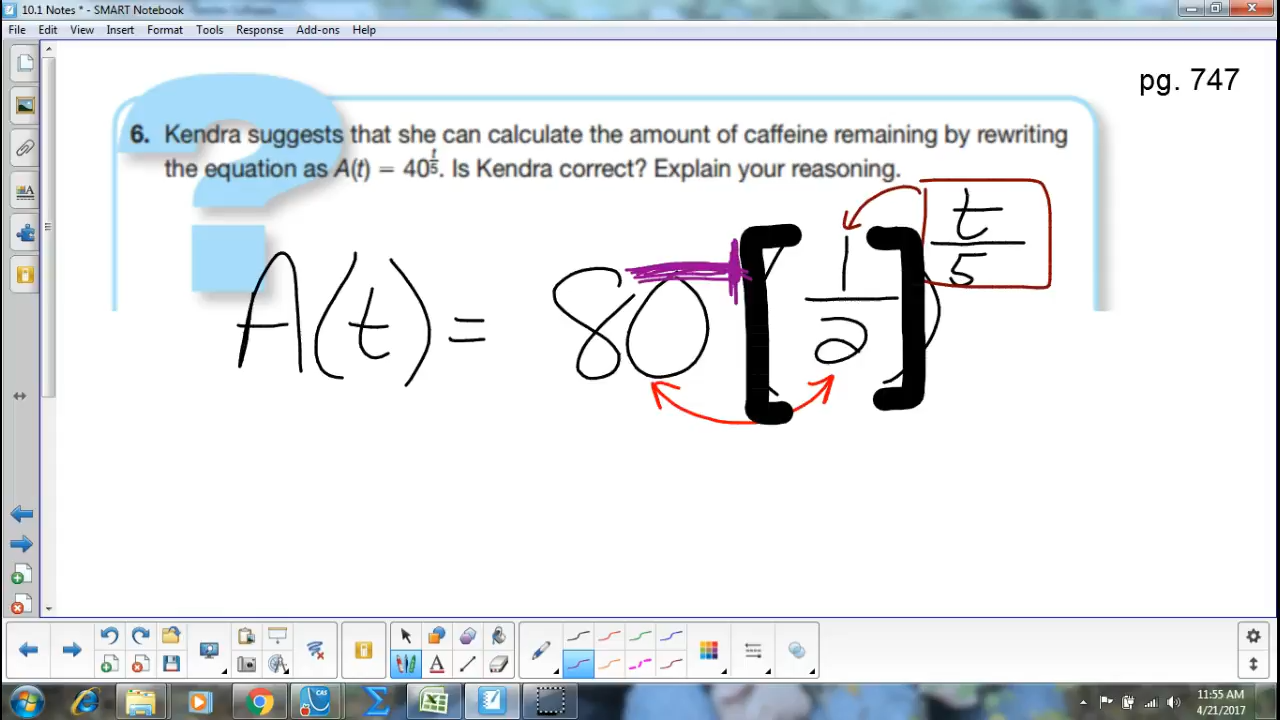 10.1 Notes * - SMART Notebook
File Edit View Insert Format Tools Response Add-ons Help
pg. 747
6. Kendra suggests that she can calculate the amount of caffeine remaining by rewriting
the equation as A(t) = 40^(t/5). Is Kendra correct? Explain your reasoning.
A(t) = 80 [(1/2)]^(t/5)
11:55 AM
4/21/2017